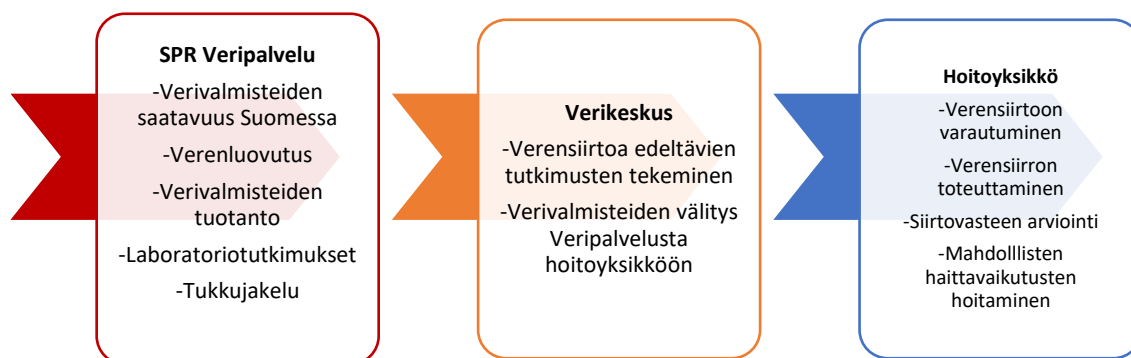 SPR Veripalvelu
-Verivalmisteiden
saatavuus Suomessa
-Verenluovutus
-Verivalmisteiden
tuotanto
-Laboratoriotutkimukset
-Tukkujakelu
Verikeskus
-Verensiirtoa edeltävien
tutkimusten tekeminen
-Verivalmisteiden välitys
Veripalvelusta
hoitoyksikköön
Hoitoyksikkö
-Verensiirtoon
varautuminen
-Verensiirron
toteuttaminen
-Siirtovasteen arviointi
-Mahdolllisten
haittavaikutusten
hoitaminen